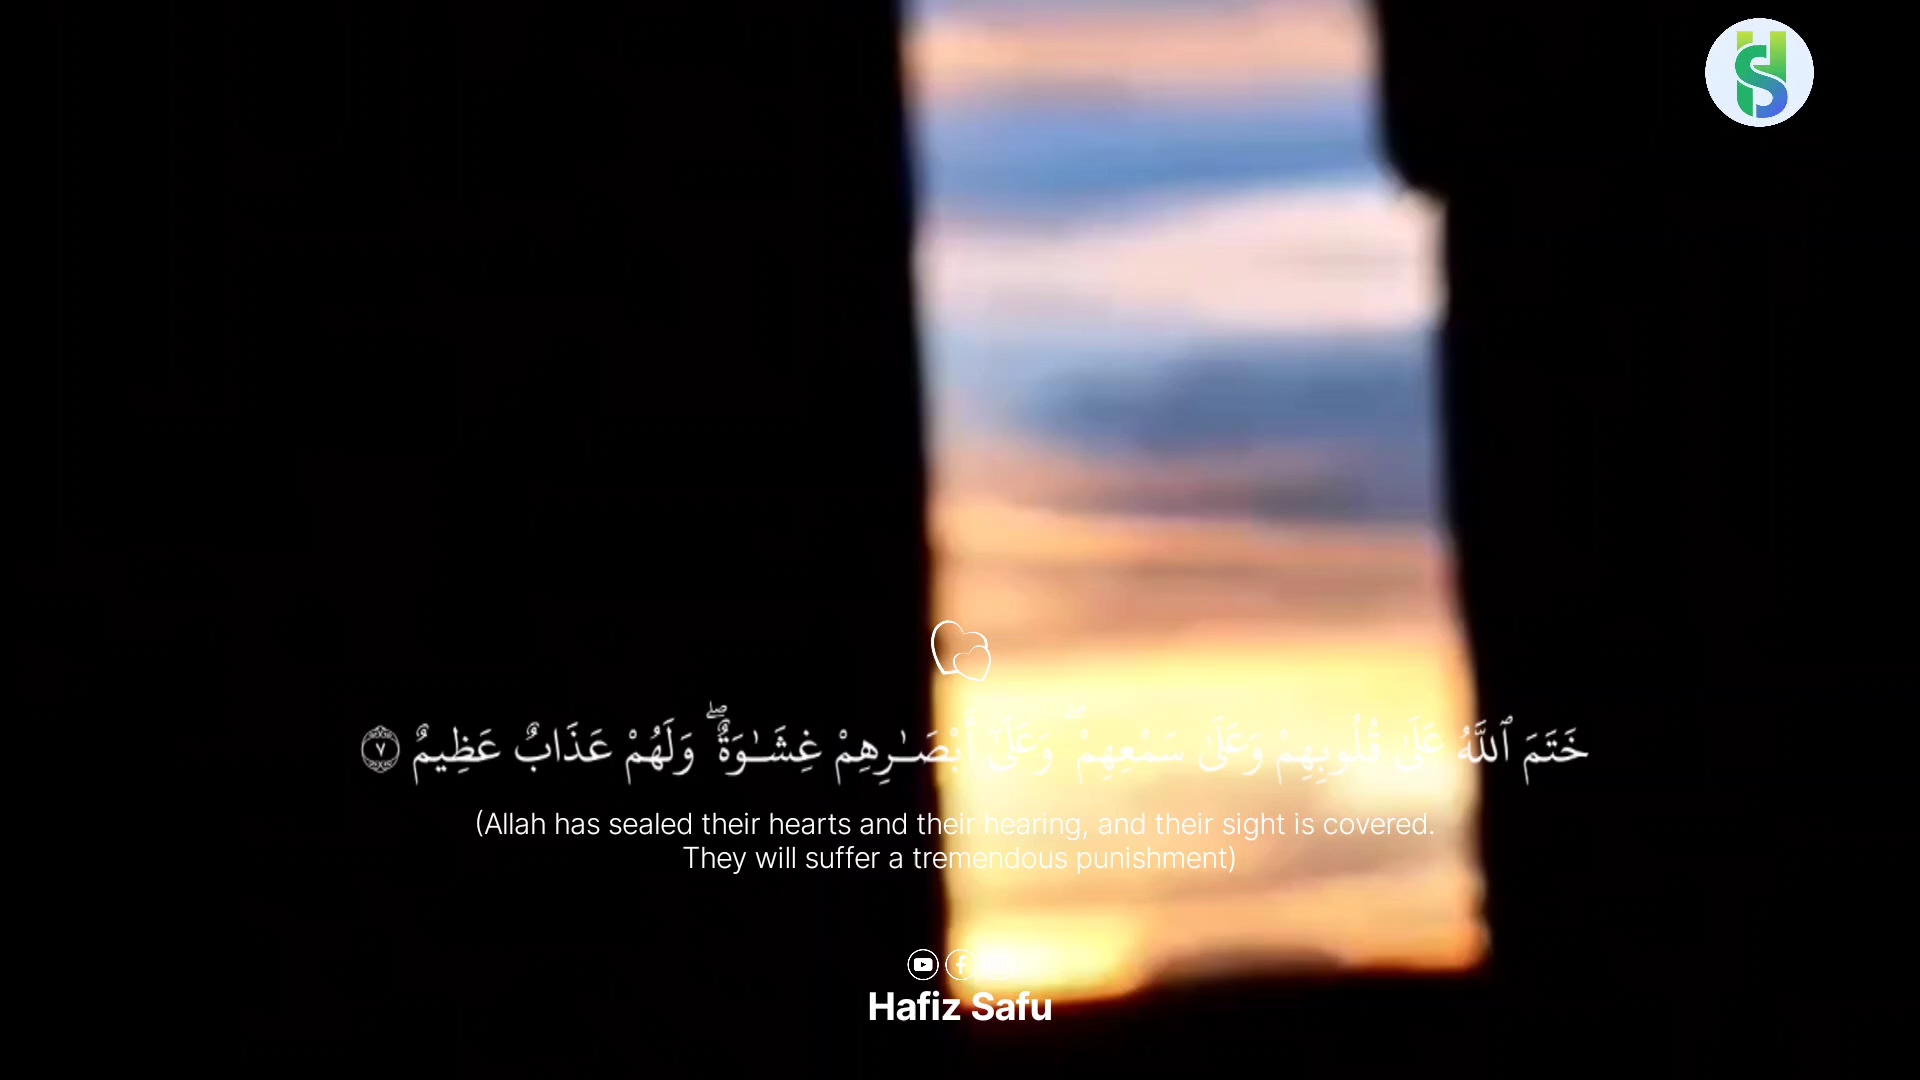 خَتَمَ ٱللَّهُ عَلَىٰ قُلُوبِهِمْ وَعَلَىٰ سَمْعِهِمْ ۖ وَعَلَىٰٓ أَبْصَـٰرِهِمْ غِشَـٰوَةٌ ۖ وَلَهُمْ عَذَابٌ عَظِيمٌ ٧
(Allah has sealed their hearts and their hearing, and their sight is covered.
They will suffer a tremendous punishment)
Hafiz Safu